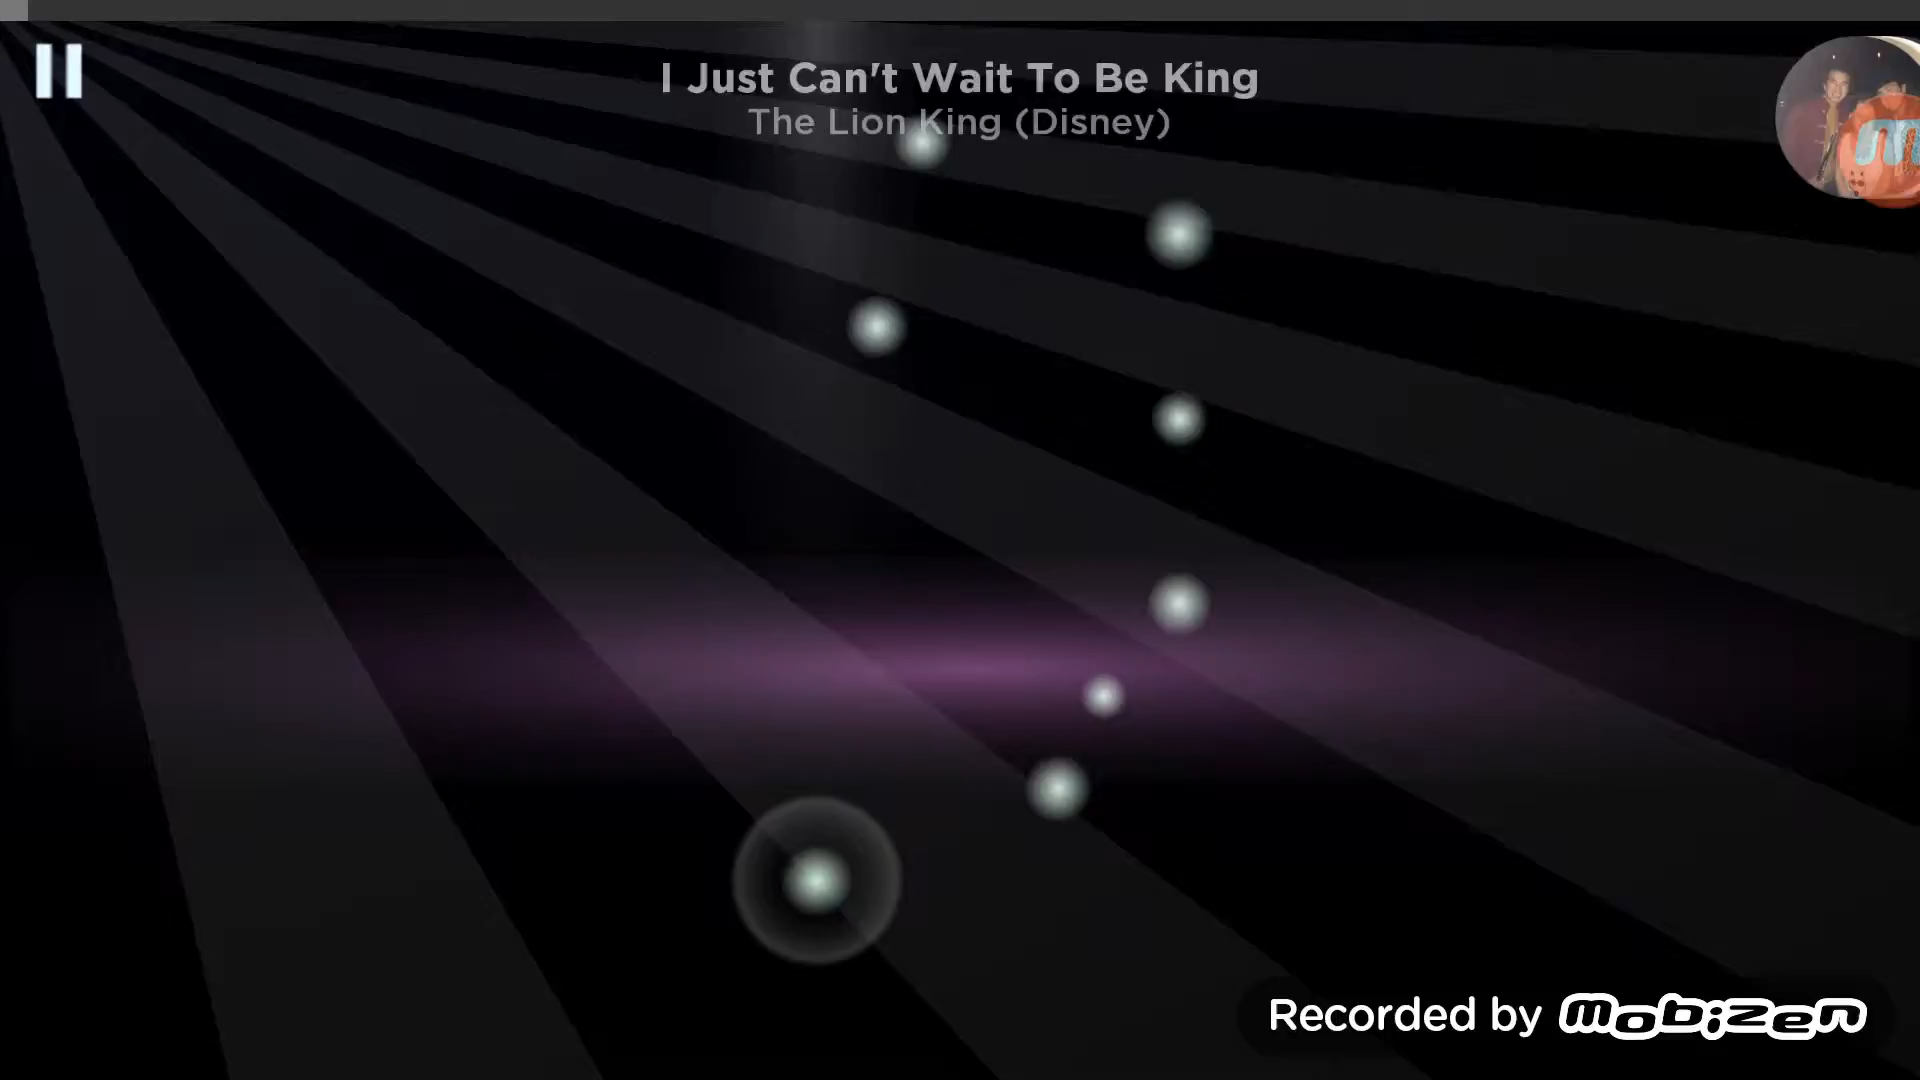 I Just Can't Wait To Be King
The Lion King (Disney)
Recorded by mobizen